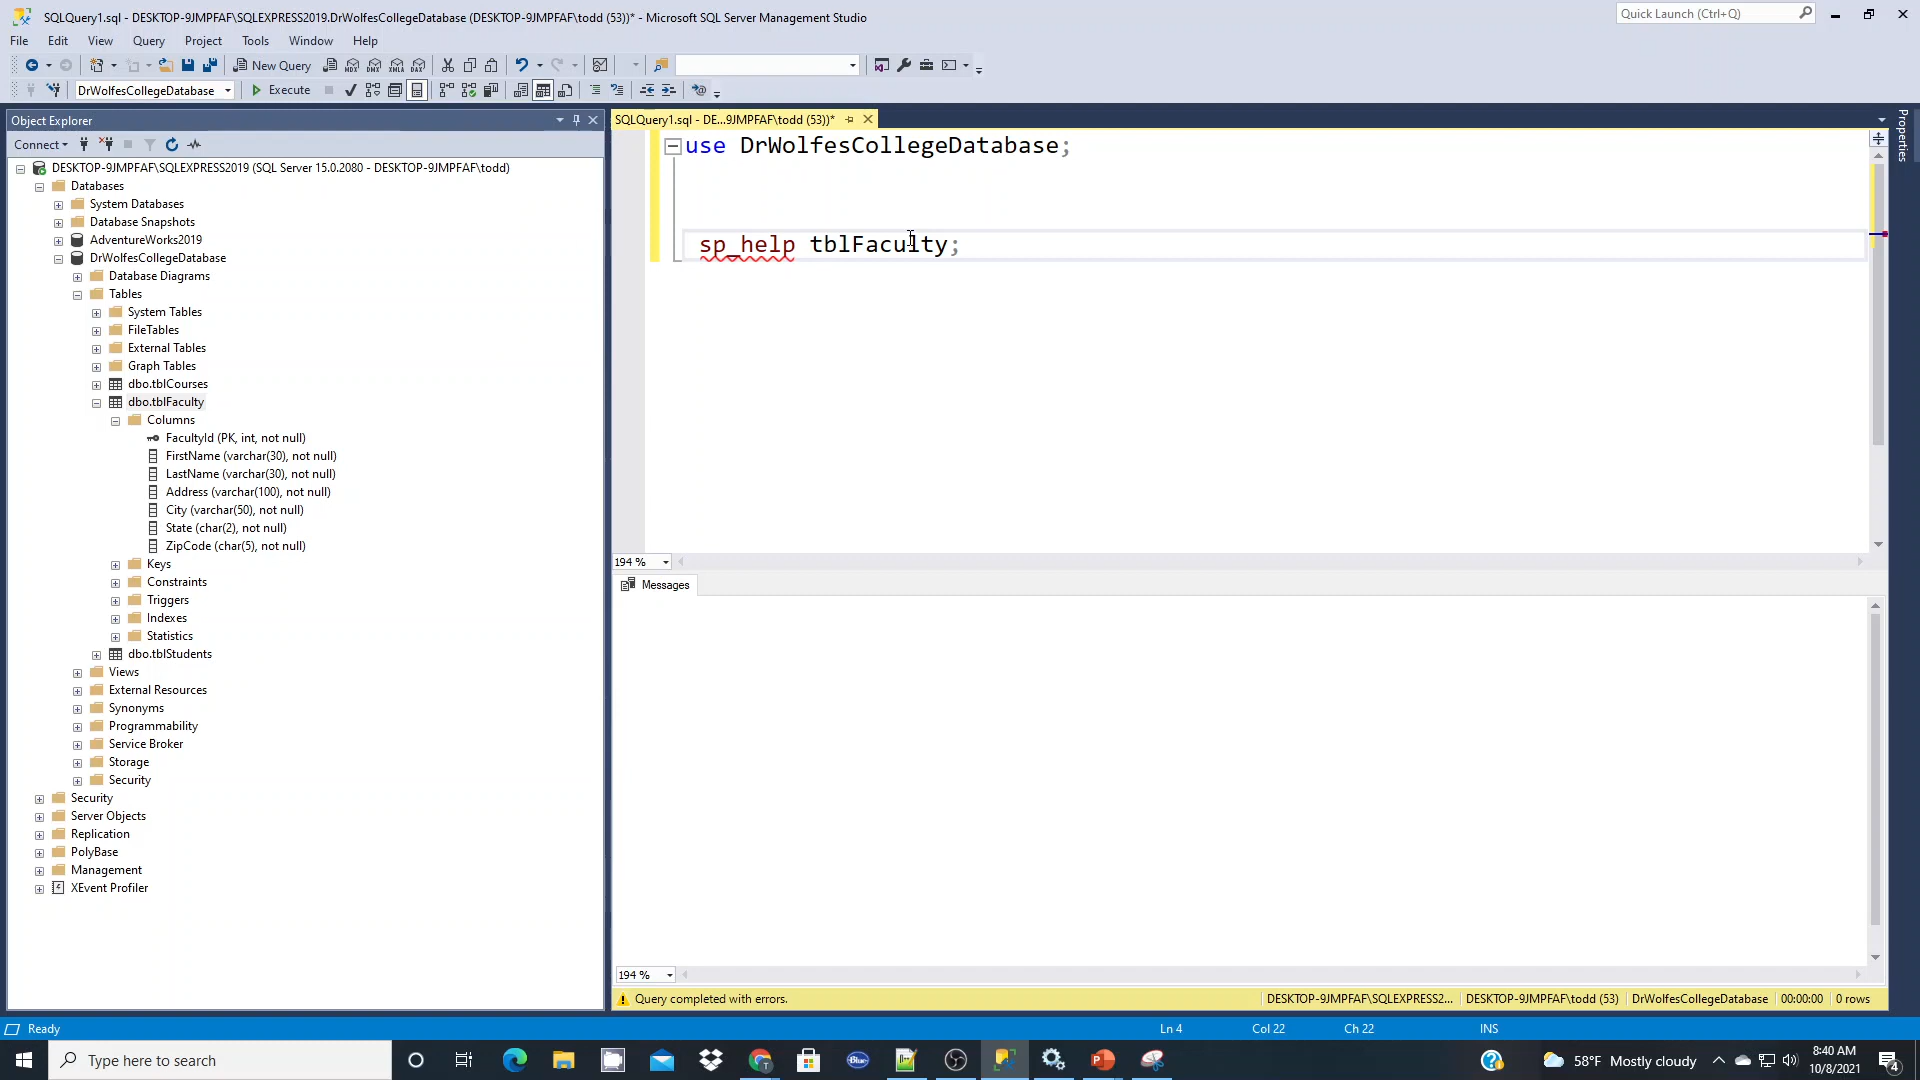 SQLQuery1.sql - DESKTOP-9JMPFAF\SQLEXPRESS2019.DrWolfesCollegeDatabase (DESKTOP-9JMPFAF\todd (53))* - Microsoft SQL Server Management Studio
Quick Launch (Ctrl+Q)
File Edit View Query Project Tools Window Help
New Query
DrWolfesCollegeDatabase Execute
Object Explorer
Connect
DESKTOP-9JMPFAF\SQLEXPRESS2019 (SQL Server 15.0.2080 - DESKTOP-9JMPFAF\todd)
Databases
System Databases
Database Snapshots
AdventureWorks2019
DrWolfesCollegeDatabase
Database Diagrams
Tables
System Tables
FileTables
External Tables
Graph Tables
dbo.tblCourses
dbo.tblFaculty
Columns
FacultyId (PK, int, not null)
FirstName (varchar(30), not null)
LastName (varchar(30), not null)
Address (varchar(100), not null)
City (varchar(50), not null)
State (char(2), not null)
ZipCode (char(5), not null)
Keys
Constraints
Triggers
Indexes
Statistics
dbo.tblStudents
Views
External Resources
Synonyms
Programmability
Service Broker
Storage
Security
Security
Server Objects
Replication
PolyBase
Management
XEvent Profiler
SQLQuery1.sql - DE...9JMPFAF\todd (53))*
use DrWolfesCollegeDatabase;
sp_help tblFaculty;
194 %
Messages
194 %
Query completed with errors.
DESKTOP-9JMPFAF\SQLEXPRESS2... DESKTOP-9JMPFAF\todd (53) DrWolfesCollegeDatabase 00:00:00 0 rows
Properties
Ready Ln 4 Col 22 Ch 22 INS
Type here to search
Blue
58°F Mostly cloudy
8:40 AM
10/8/2021
4